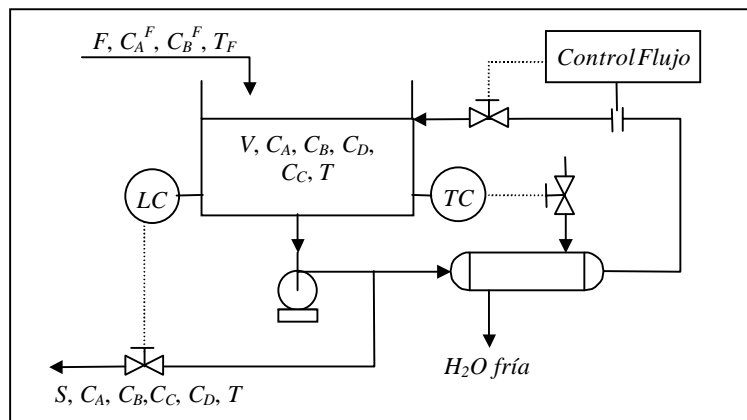 F, C_A^F, C_B^F, T_F
Control Flujo
V, C_A, C_B, C_D,
C_C, T
LC
TC
H₂O fría
S, C_A, C_B,C_C, C_D, T